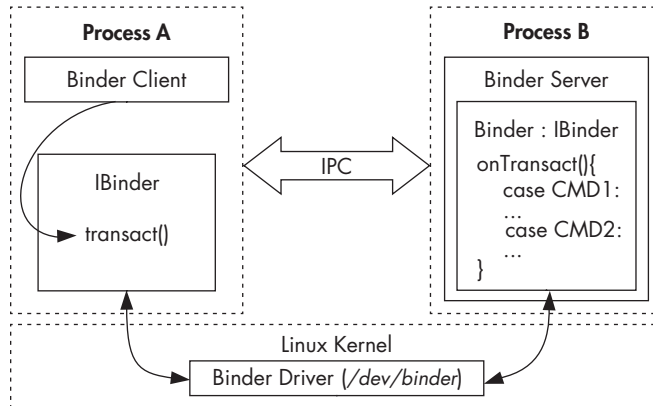 Process A
Binder Client
IBinder
transact()
IPC
Process B
Binder Server
Binder : IBinder
onTransact(){
case CMD1:
...
case CMD2:
...
}
Linux Kernel
Binder Driver (/dev/binder)